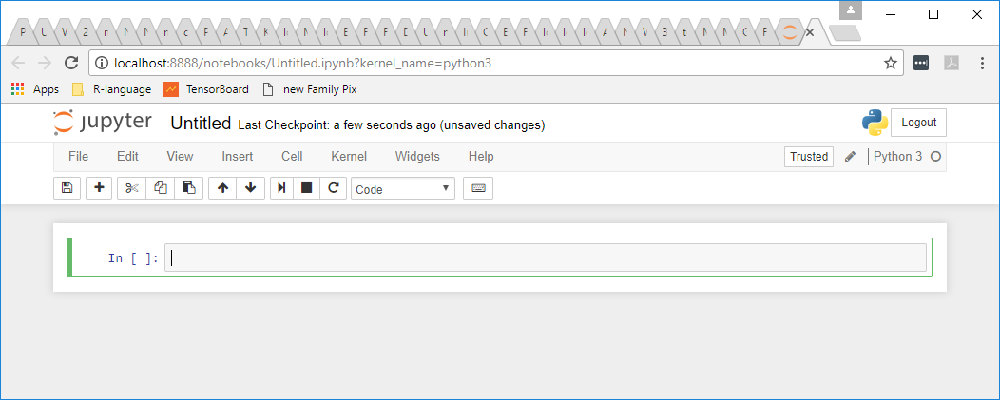 P U V 2 r N N r c F A T K I M I E F F D U r I C E F I I I A N V 3 t M M C F
localhost:8888/notebooks/Untitled.ipynb?kernel_name=python3
Apps R-language TensorBoard new Family Pix
jupyter Untitled Last Checkpoint: a few seconds ago (unsaved changes) Logout
File Edit View Insert Cell Kernel Widgets Help Trusted Python 3
Code
In [ ]: